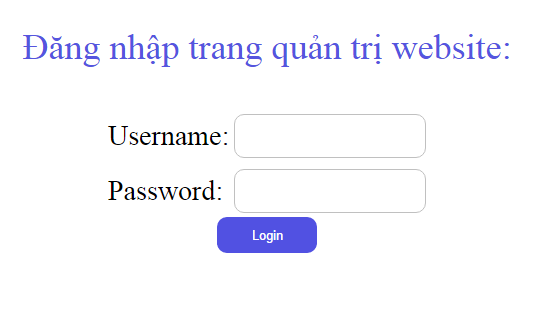 Đăng nhập trang quản trị website:
Username:
Password:
Login